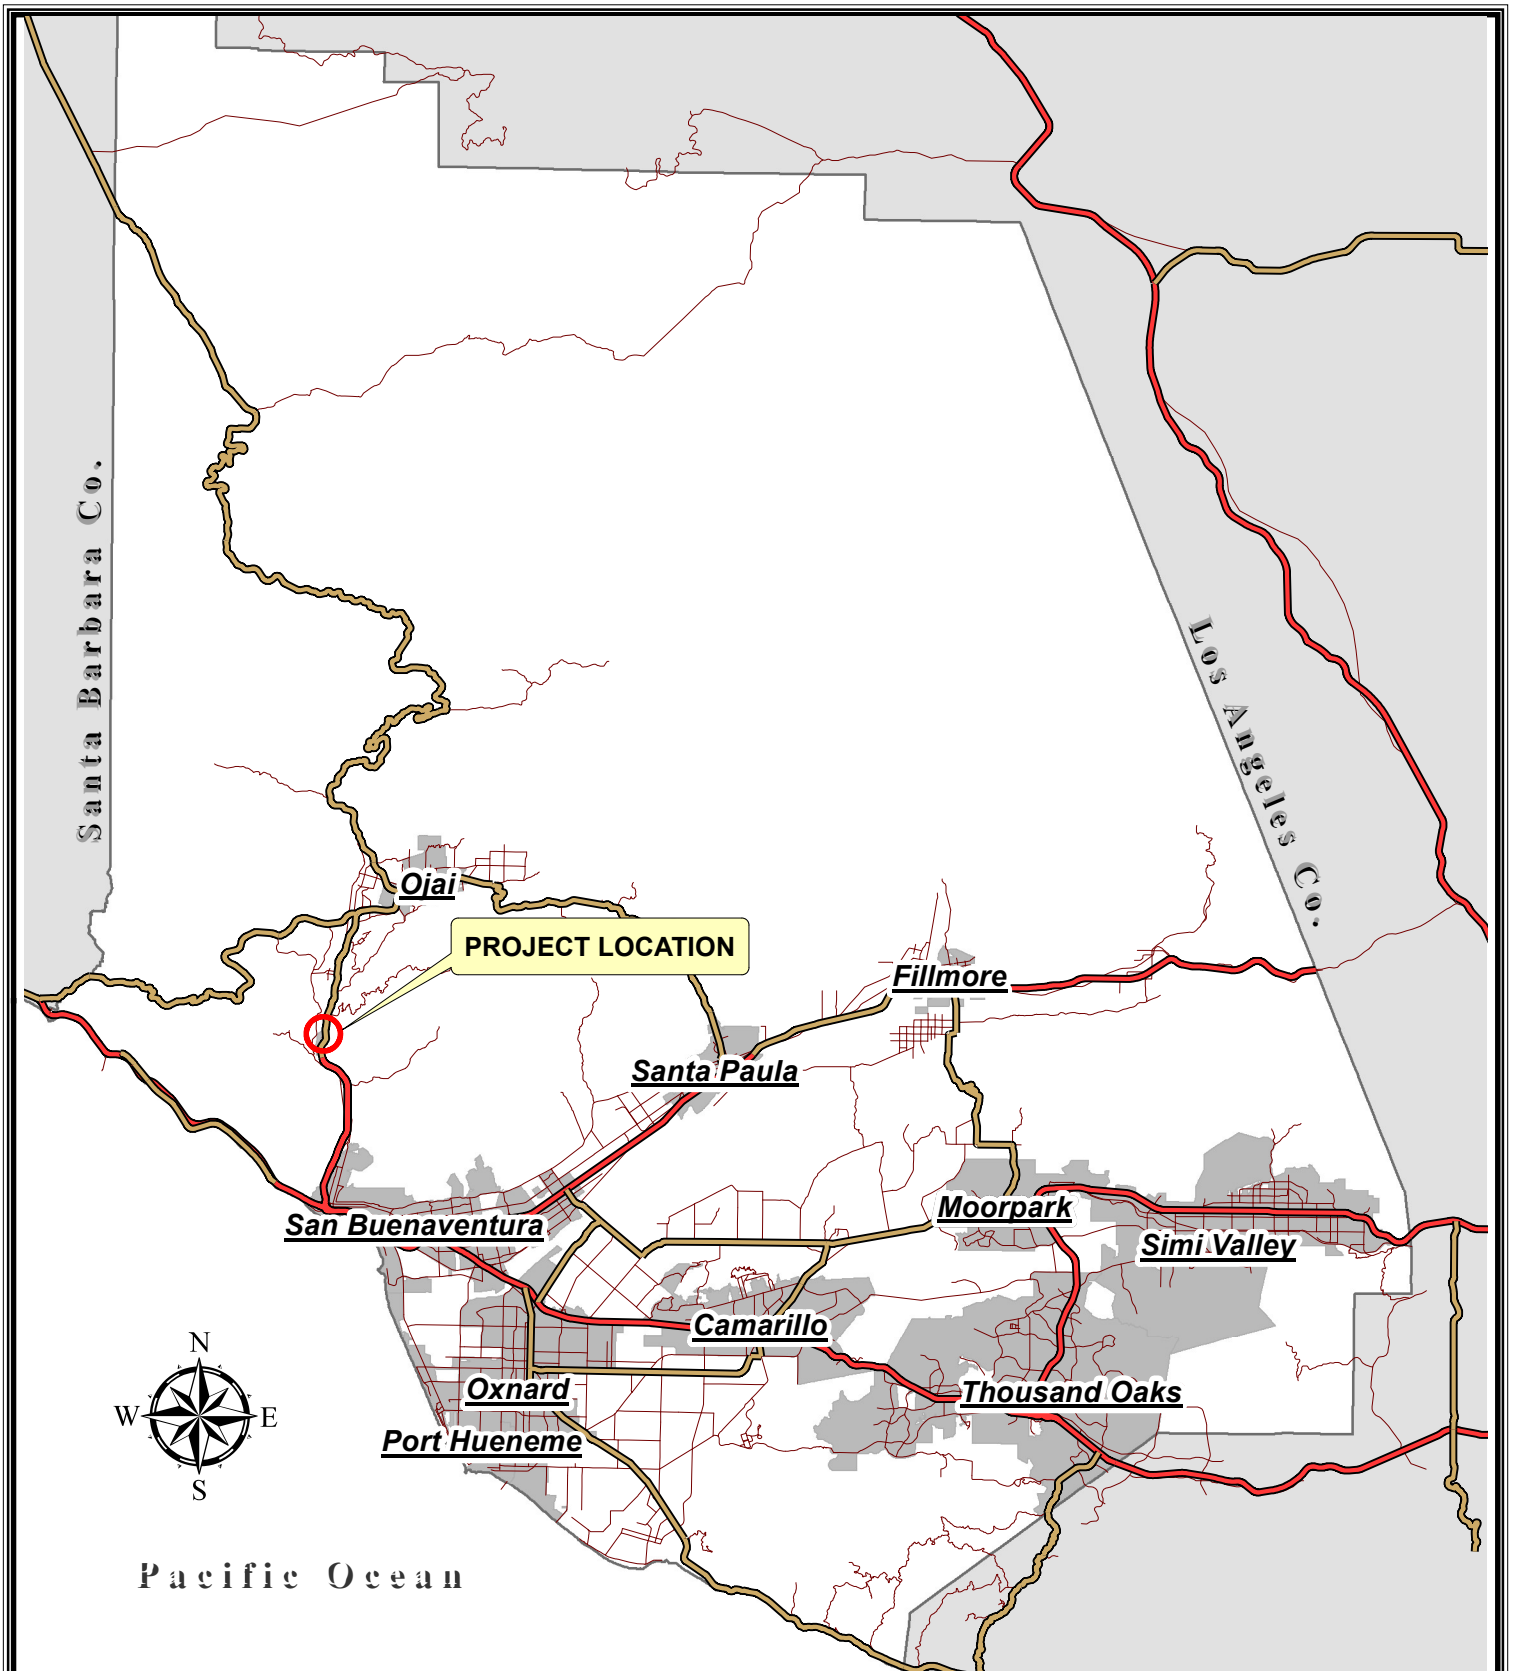 Santa Barbara Co.
Los Angeles Co.
Ojai
PROJECT LOCATION
Fillmore
Santa Paula
Moorpark
San Buenaventura
Simi Valley
Camarillo
Oxnard
Thousand Oaks
Port Hueneme
N
W
E
S
Pacific Ocean